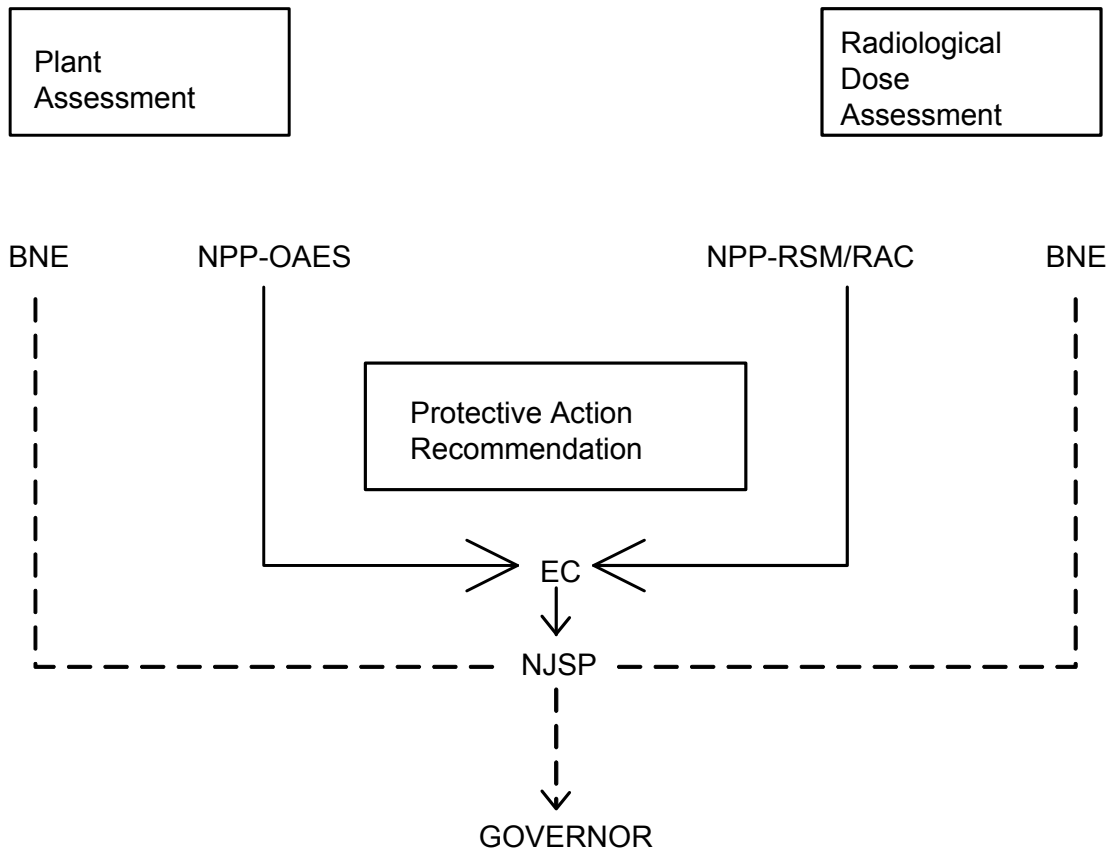 Plant
Assessment
Radiological
Dose
Assessment
BNE
NPP-OAES
NPP-RSM/RAC
BNE
Protective Action
Recommendation
EC
NJSP
GOVERNOR